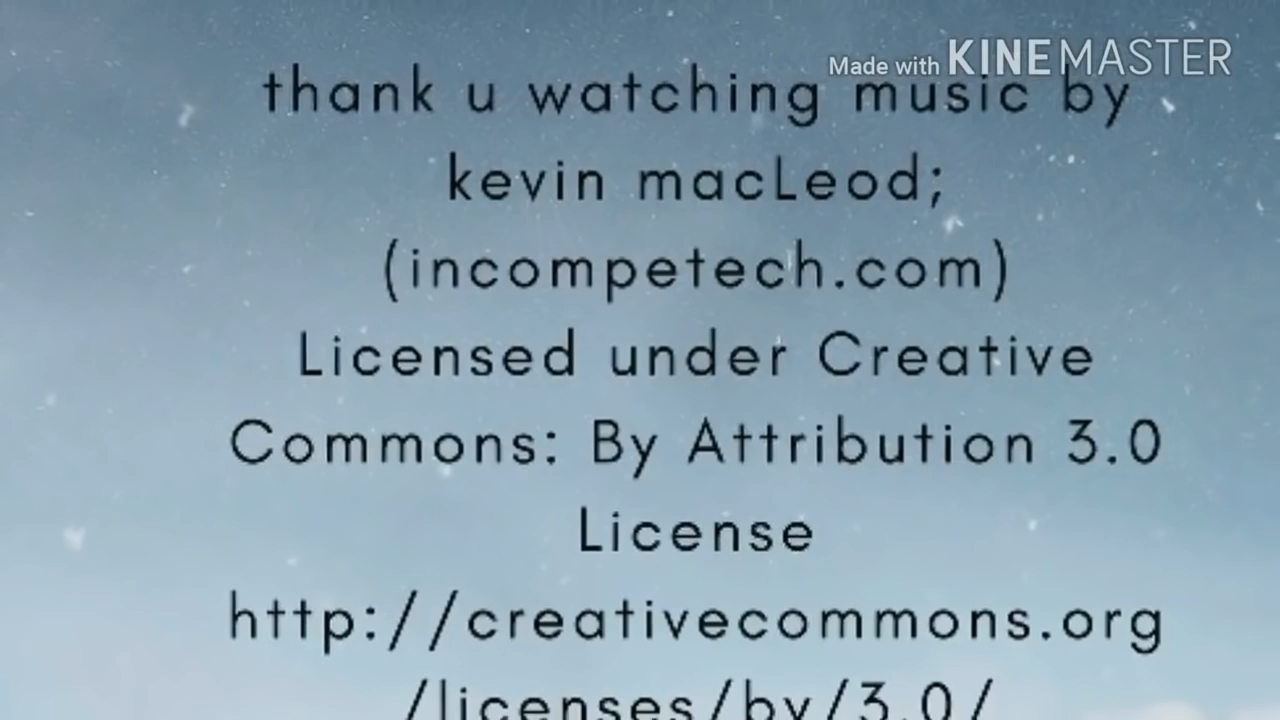 Made with KINEMASTER
thank u watching music by
kevin macLeod;
(incompetech.com)
Licensed under Creative
Commons: By Attribution 3.0
License
http://creativecommons.org
/licenses/by/3.0/